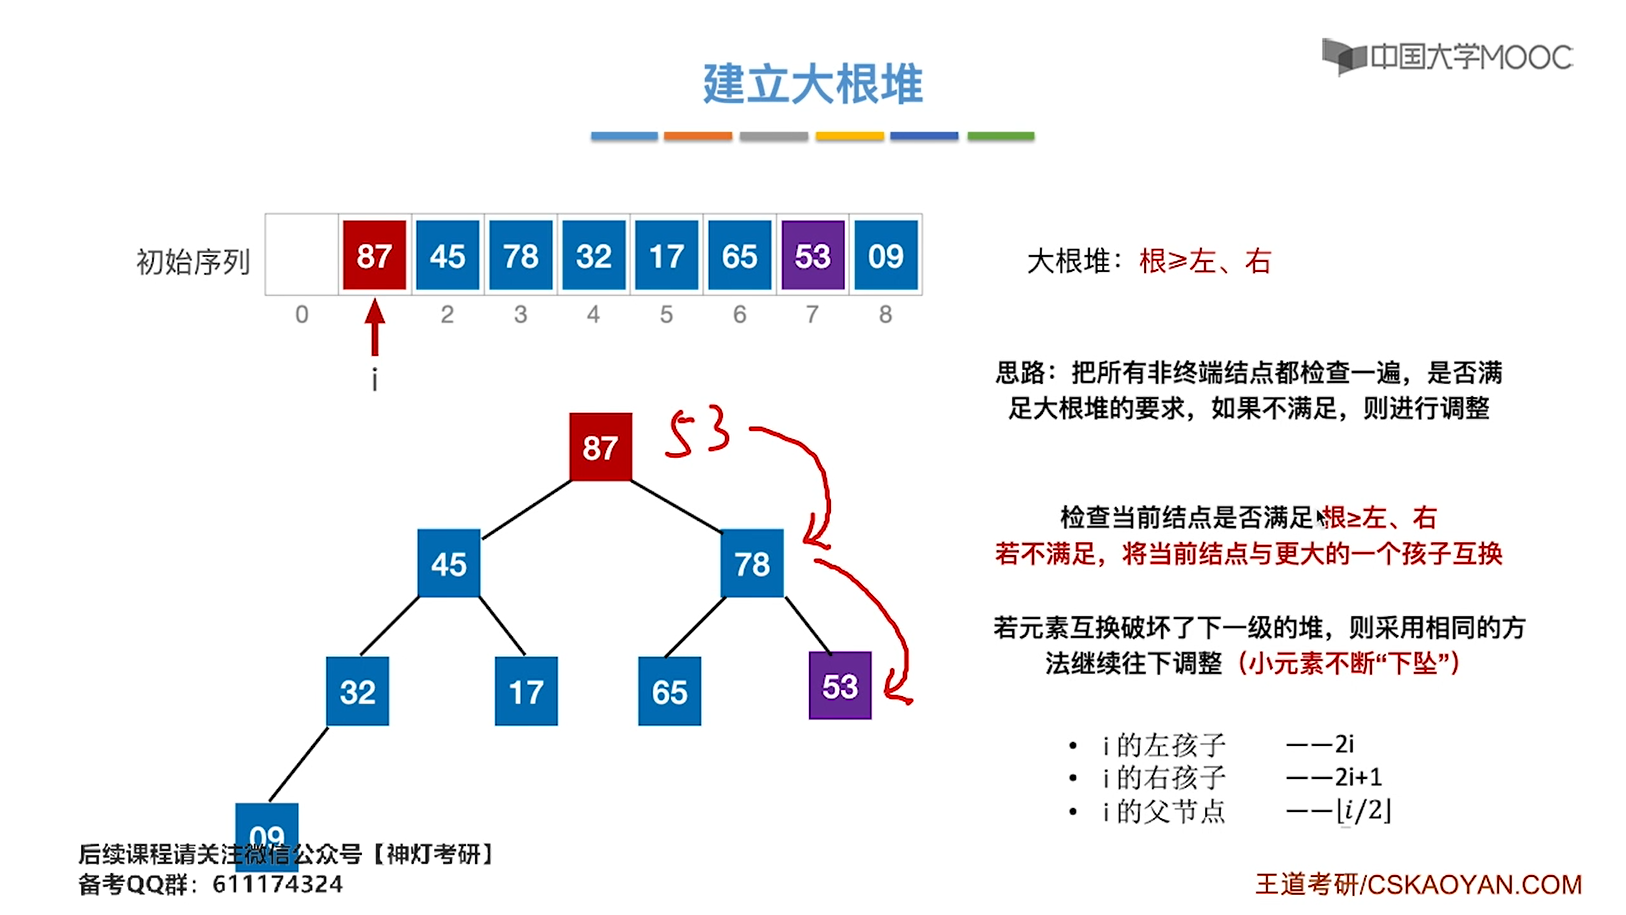 中国大学MOOC
建立大根堆
初始序列
87 45 78 32 17 65 53 09
0 2 3 4 5 6 7 8
i
大根堆：根≥左、右
思路：把所有非终端结点都检查一遍，是否满
足大根堆的要求，如果不满足，则进行调整
87 53
45 78
32 17 65 53
09
检查当前结点是否满足 根≥左、右
若不满足，将当前结点与更大的一个孩子互换
若元素互换破坏了下一级的堆，则采用相同的方
法继续往下调整（小元素不断“下坠”）
• i 的左孩子 ——2i
• i 的右孩子 ——2i+1
• i 的父节点 ——⌊i/2⌋
后续课程请关注微信公众号【神灯考研】
备考QQ群：611174324
王道考研/CSKAOYAN.COM